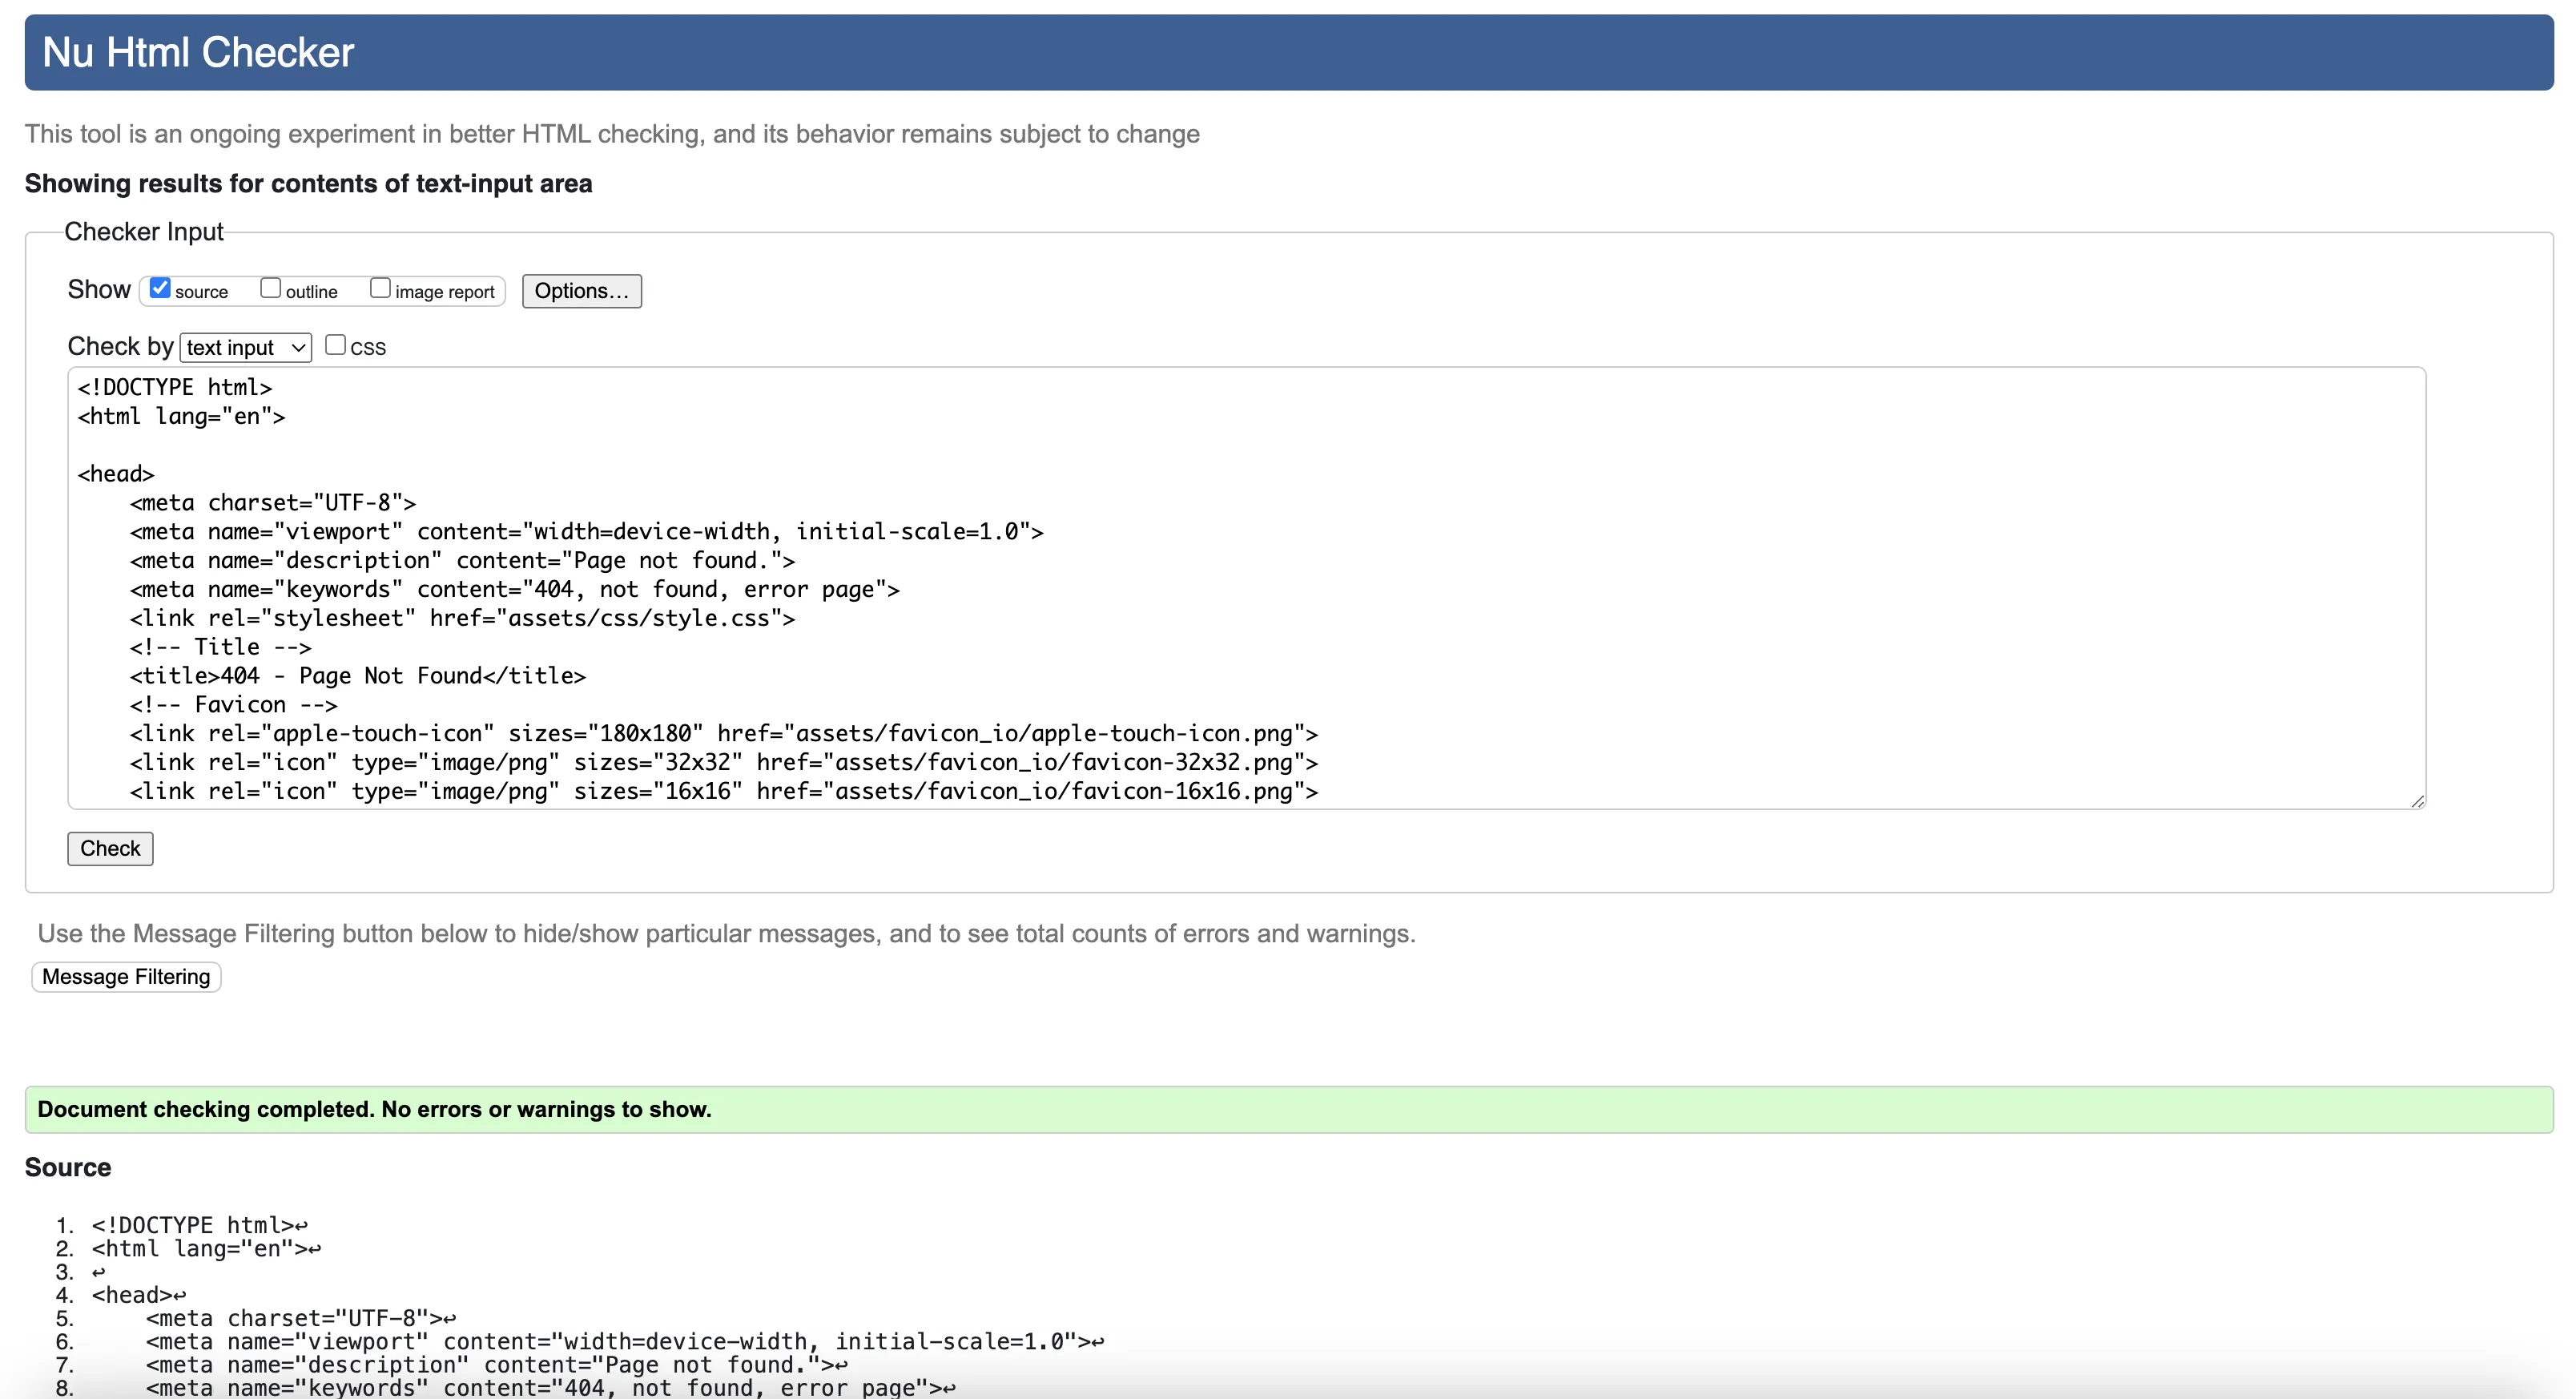 Nu Html Checker
This tool is an ongoing experiment in better HTML checking, and its behavior remains subject to change
Showing results for contents of text-input area
Checker Input
Show source outline image report Options...
Check by text input CSS
<!DOCTYPE html>
<html lang="en">
<head>
    <meta charset="UTF-8">
    <meta name="viewport" content="width=device-width, initial-scale=1.0">
    <meta name="description" content="Page not found.">
    <meta name="keywords" content="404, not found, error page">
    <link rel="stylesheet" href="assets/css/style.css">
    <!-- Title -->
    <title>404 - Page Not Found</title>
    <!-- Favicon -->
    <link rel="apple-touch-icon" sizes="180x180" href="assets/favicon_io/apple-touch-icon.png">
    <link rel="icon" type="image/png" sizes="32x32" href="assets/favicon_io/favicon-32x32.png">
    <link rel="icon" type="image/png" sizes="16x16" href="assets/favicon_io/favicon-16x16.png">
Check
Use the Message Filtering button below to hide/show particular messages, and to see total counts of errors and warnings.
Message Filtering
Document checking completed. No errors or warnings to show.
Source
1. <!DOCTYPE html>↩
2. <html lang="en">↩
3. ↩
4. <head>↩
5.     <meta charset="UTF-8">↩
6.     <meta name="viewport" content="width=device-width, initial-scale=1.0">↩
7.     <meta name="description" content="Page not found.">↩
8.     <meta name="keywords" content="404, not found, error page">↩